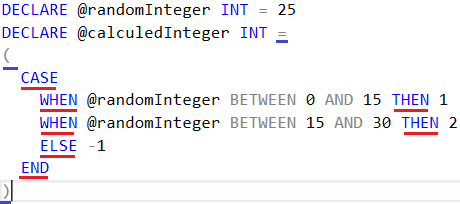 DECLARE @randomInteger INT = 25
DECLARE @calculedInteger INT =
(
CASE
WHEN @randomInteger BETWEEN 0 AND 15 THEN 1
WHEN @randomInteger BETWEEN 15 AND 30 THEN 2
ELSE -1
END
)